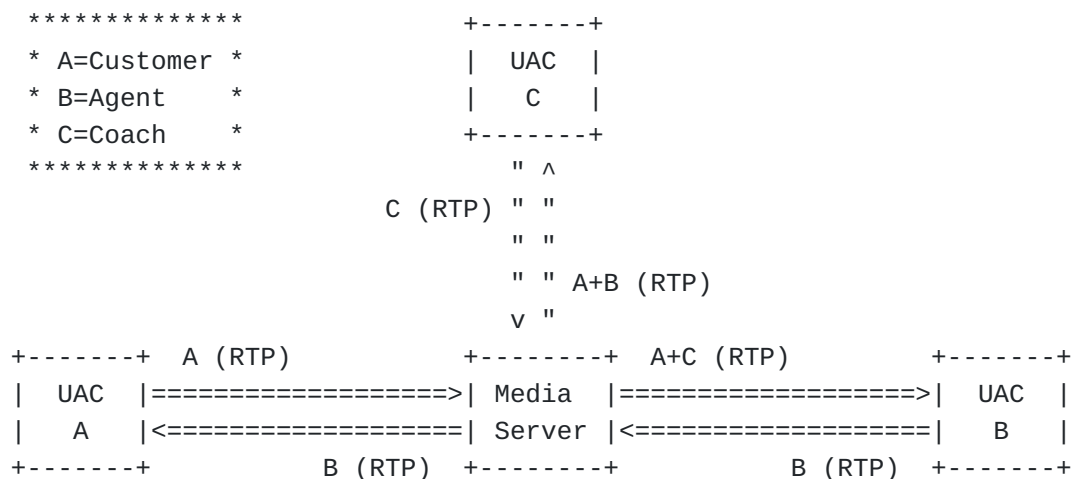 **************                +-------+
* A=Customer *                |  UAC  |
* B=Agent    *                |   C   |
* C=Coach    *                +-------+
**************                   " ^
                        C (RTP)  " "
                                 " "
                                 " " A+B (RTP)
                                 v "
+-------+  A (RTP)            +--------+  A+C (RTP)          +-------+
|  UAC  |===================>| Media  |===================>|  UAC  |
|   A   |<===================| Server |<===================|   B   |
+-------+            B (RTP)  +--------+            B (RTP)  +-------+